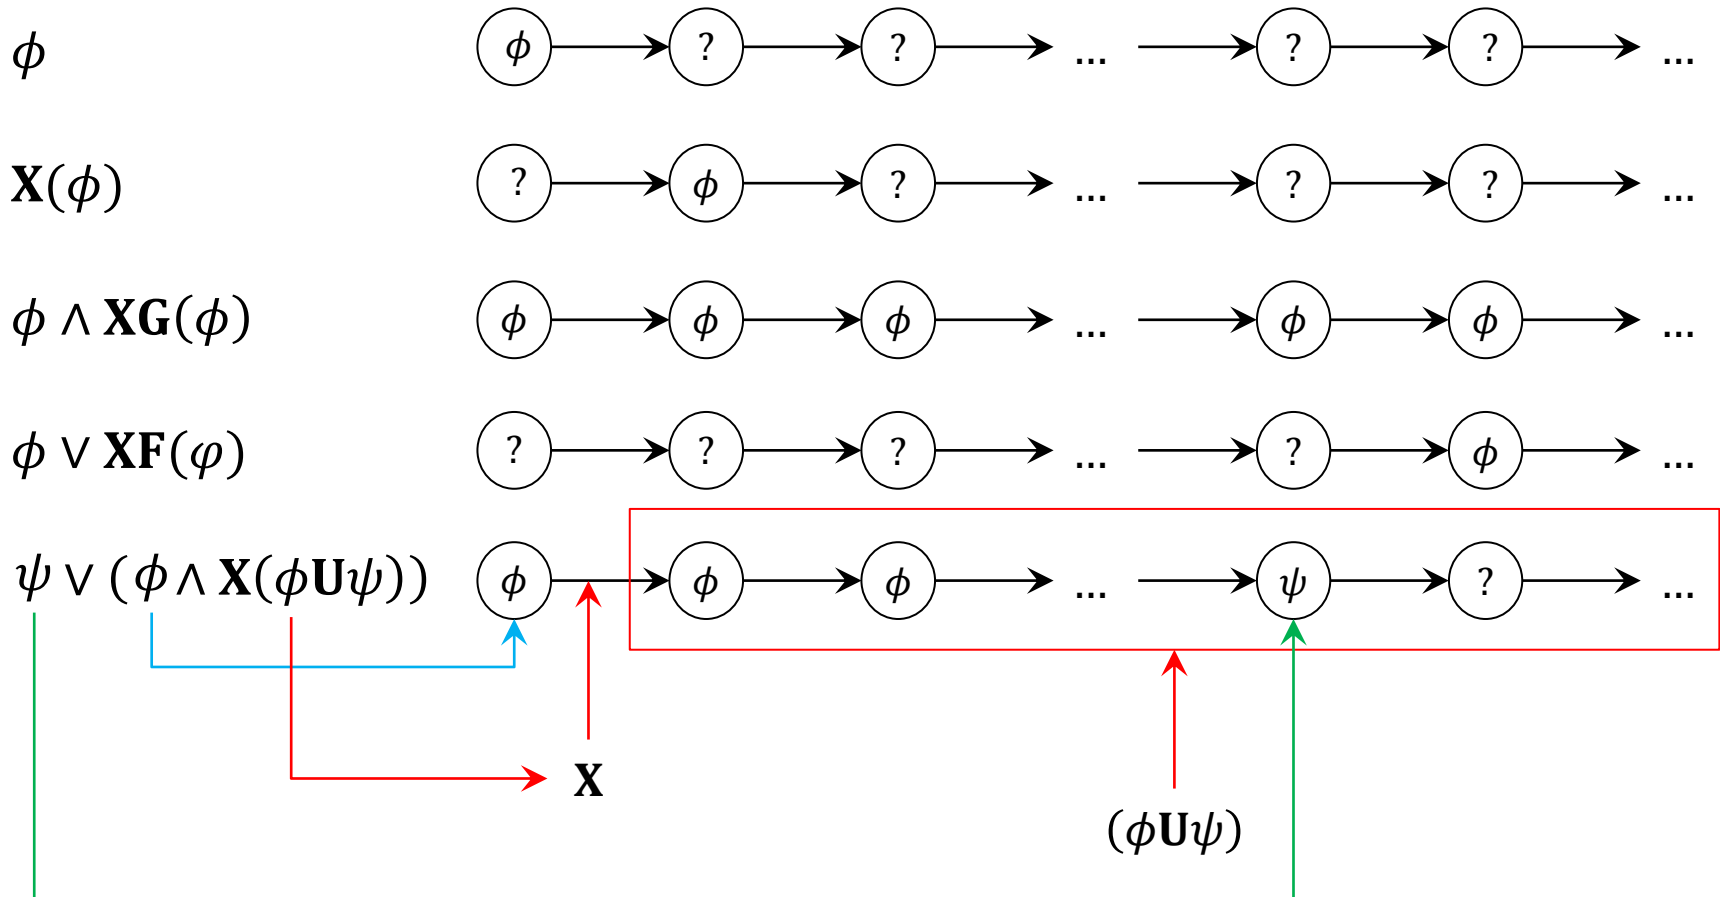 ϕ ϕ ? ? ... ? ? ...
X(ϕ) ? ϕ ? ... ? ? ...
ϕ ∧ XG(ϕ) ϕ ϕ ϕ ... ϕ ϕ ...
ϕ ∨ XF(φ) ? ? ? ... ? ϕ ...
ψ ∨ (ϕ ∧ X(ϕUψ)) ϕ ϕ ϕ ... ψ ? ...
X
(ϕUψ)